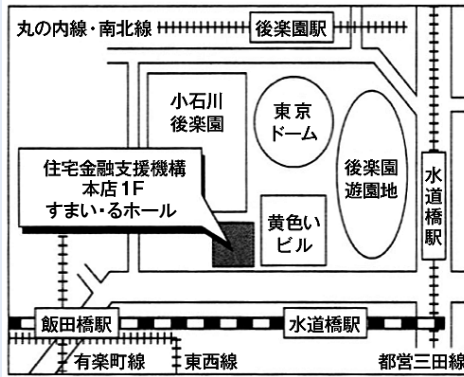 丸の内線・南北線
後楽園駅
小石川
後楽園
東京
ドーム
後楽園
遊園地
水道橋駅
住宅金融支援機構
本店1F
すまい・るホール
黄色い
ビル
飯田橋駅
水道橋駅
有楽町線
東西線
都営三田線